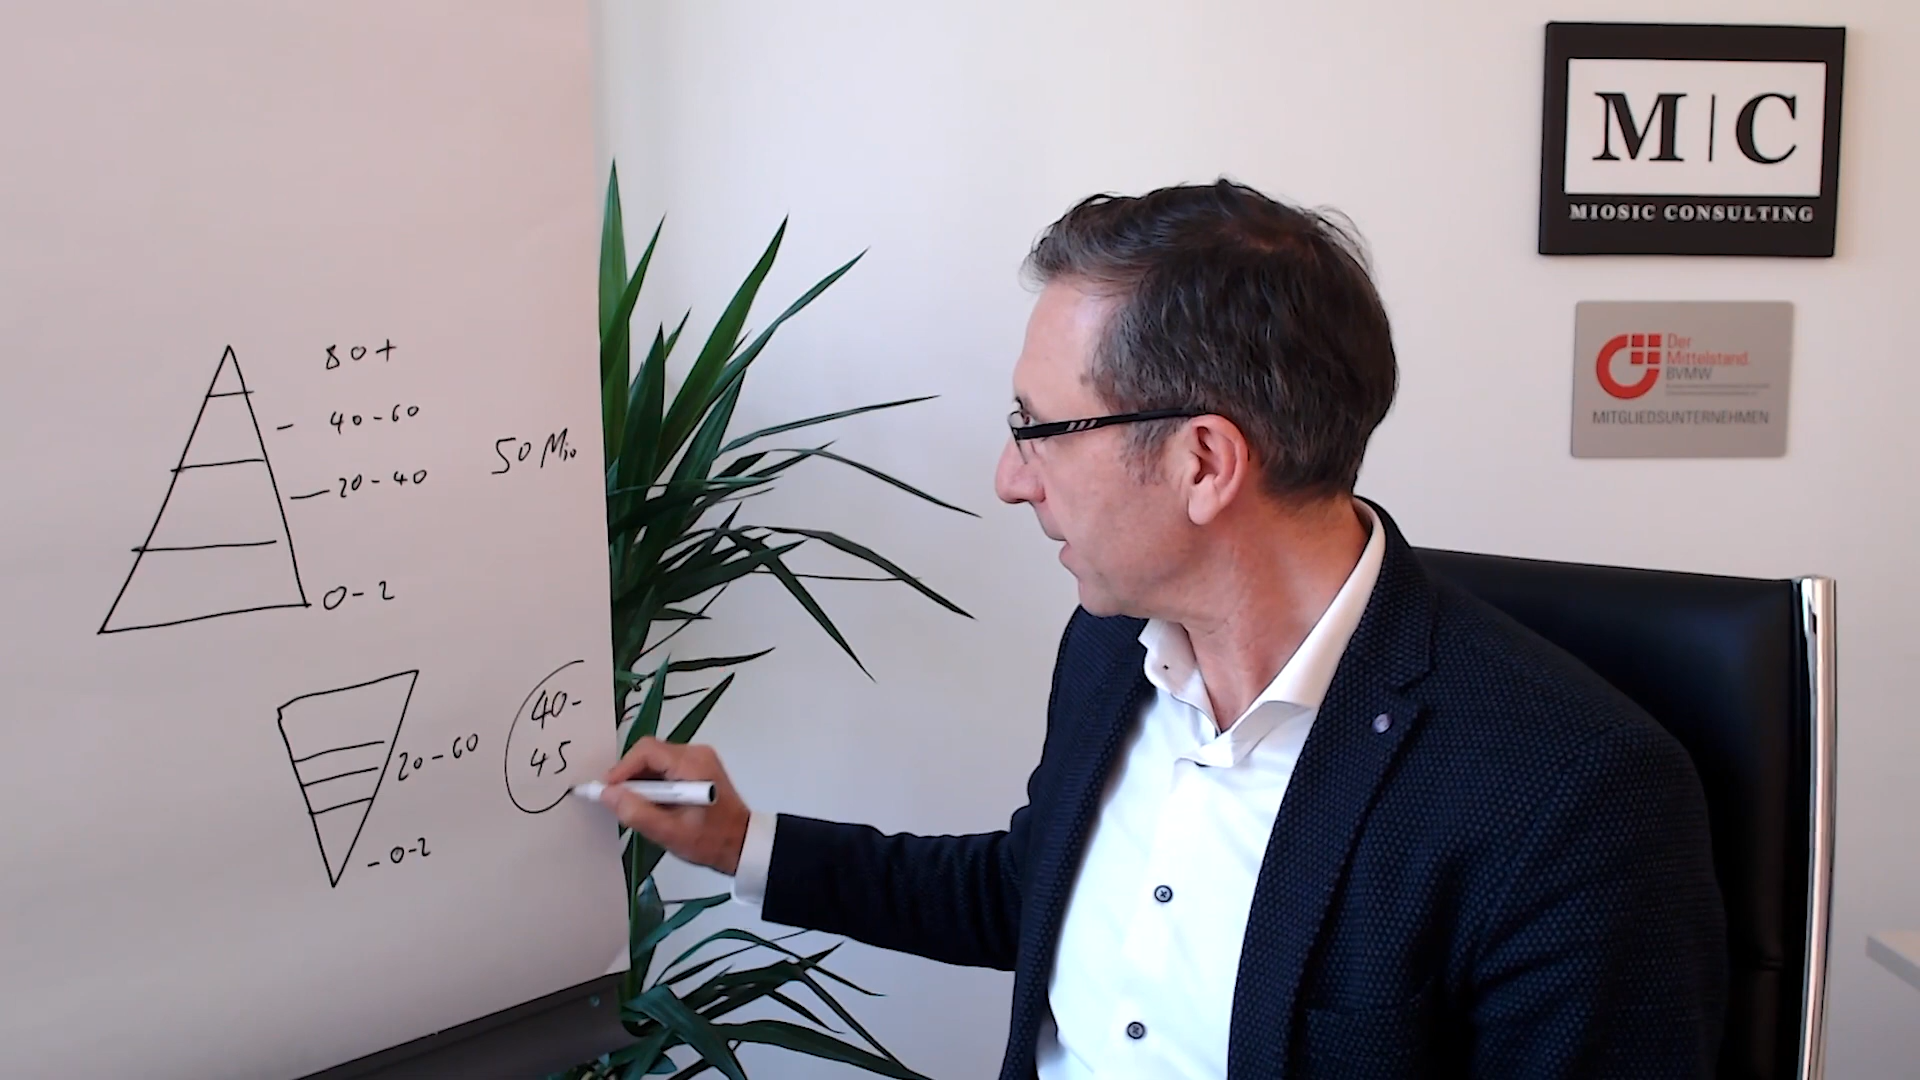 80+
40-60
50 Mio
20-40
0-2
40-
45
20-60
0-2
M|C
MIOSIC CONSULTING
Der
Mittelstand.
BVMW
MITGLIEDSUNTERNEHMEN